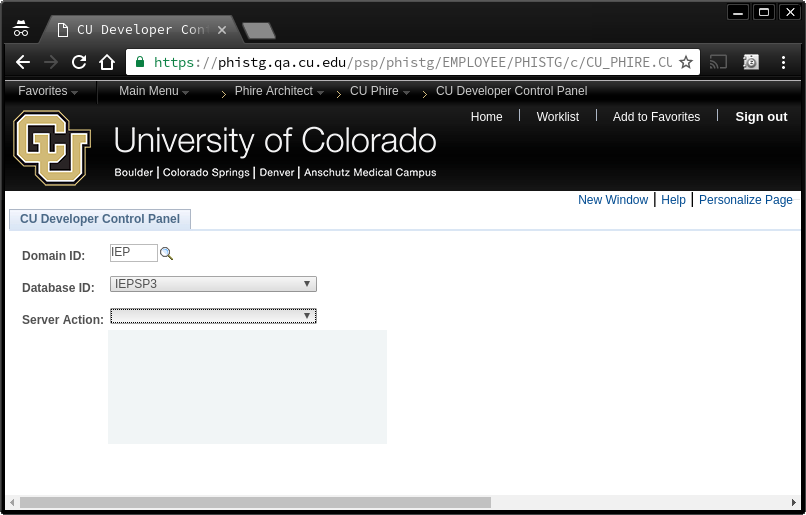 CU Developer Cont
https://phistg.qa.cu.edu/psp/phistg/EMPLOYEE/PHISTG/c/CU_PHIRE.CU
Favorites Main Menu Phire Architect CU Phire CU Developer Control Panel
Home Worklist Add to Favorites Sign out
CU
University of Colorado
Boulder | Colorado Springs | Denver | Anschutz Medical Campus
New Window | Help | Personalize Page
CU Developer Control Panel
Domain ID: IEP
Database ID: IEPSP3
Server Action: